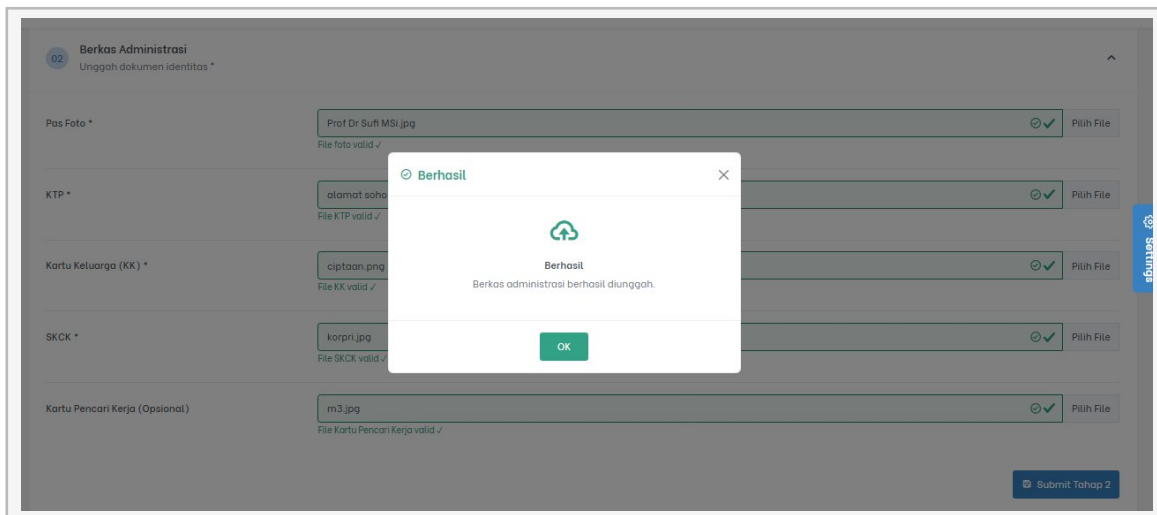 02
Berkas Administrasi
Unggah dokumen identitas *
Pas Foto *
Prof Dr Sufi MSi.jpg
Pilih File
File foto valid ✓
Berhasil
KTP *
alamat soho
Pilih File
File KTP valid ✓
Settings
Kartu Keluarga (KK) *
ciptaan.png
Berhasil
Pilih File
File KK valid ✓
Berkas administrasi berhasil diunggah.
SKCK *
korpri.jpg
OK
Pilih File
File SKCK valid ✓
Kartu Pencari Kerja (Opsional)
m3.jpg
Pilih File
File Kartu Pencari Kerja valid ✓
Submit Tahap 2